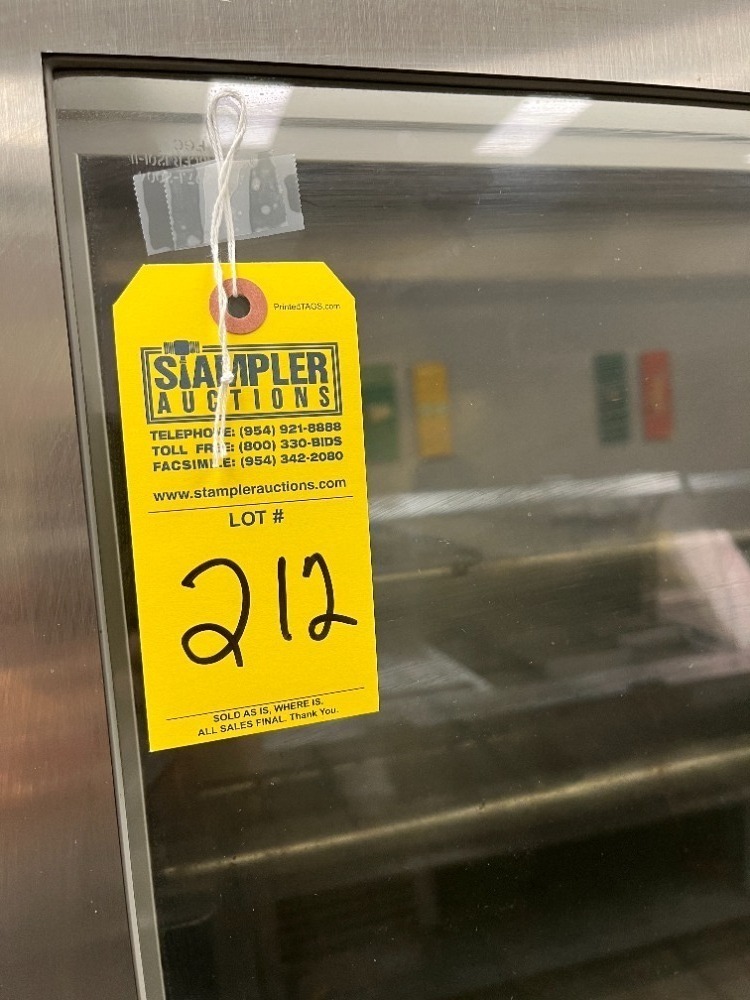 PrintedTAGS.com
STAMPLER
AUCTIONS
TELEPHONE: (954) 921-8888
TOLL FREE: (800) 330-BIDS
FACSIMILE: (954) 342-2080
www.stamplerauctions.com
LOT #
212
SOLD AS IS, WHERE IS.
ALL SALES FINAL. Thank You.